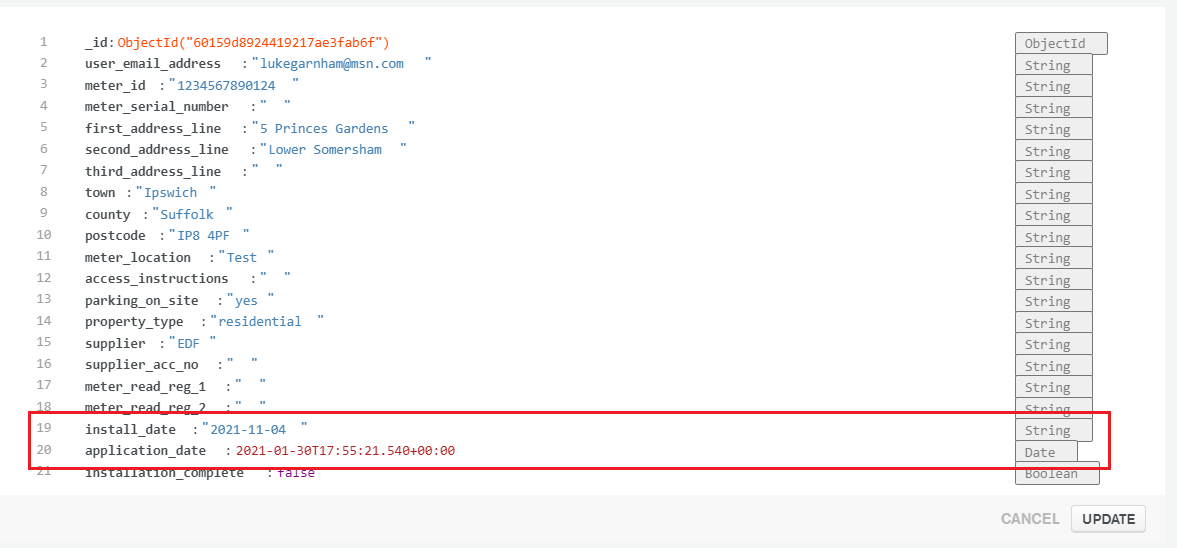 1 _id: ObjectId("60159d8924419217ae3fab6f") ObjectId
2 user_email_address : "lukegarnham@msn.com " String
3 meter_id : "1234567890124 " String
4 meter_serial_number : " " String
5 first_address_line : "5 Princes Gardens " String
6 second_address_line : "Lower Somersham " String
7 third_address_line : " " String
8 town : "Ipswich " String
9 county : "Suffolk " String
10 postcode : "IP8 4PF " String
11 meter_location : "Test " String
12 access_instructions : " " String
13 parking_on_site : "yes " String
14 property_type : "residential " String
15 supplier : "EDF " String
16 supplier_acc_no : " " String
17 meter_read_reg_1 : " " String
18 meter_read_reg_2 : " " String
19 install_date : "2021-11-04 " String
20 application_date : 2021-01-30T17:55:21.540+00:00 Date
21 installation_complete : false Boolean
CANCEL UPDATE